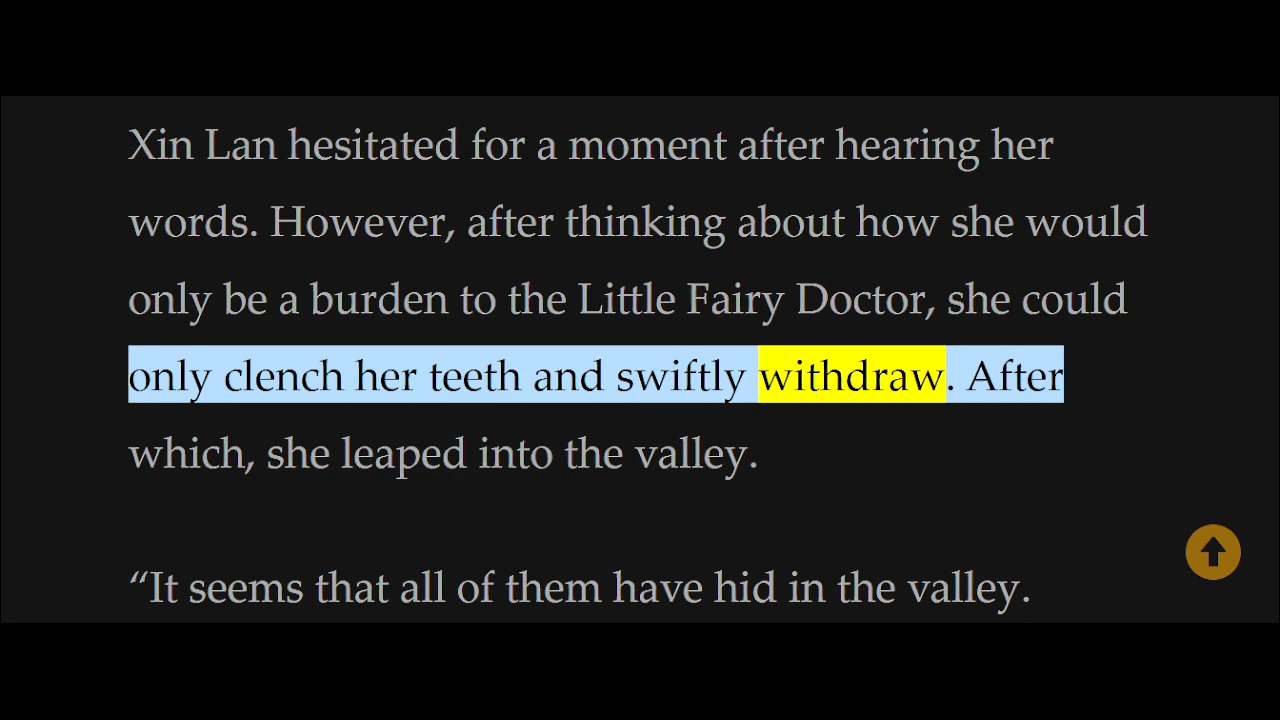 Xin Lan hesitated for a moment after hearing her
words. However, after thinking about how she would
only be a burden to the Little Fairy Doctor, she could
only clench her teeth and swiftly withdraw. After
which, she leaped into the valley.
“It seems that all of them have hid in the valley.